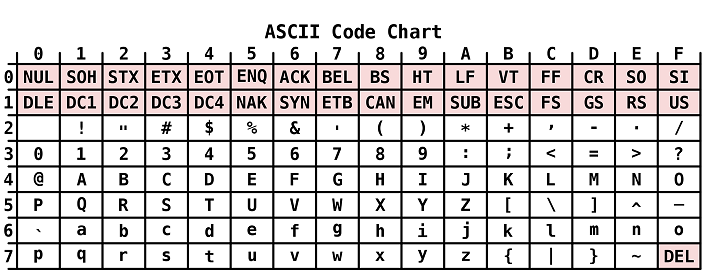 ASCII Code Chart
0 1 2 3 4 5 6 7 8 9 A B C D E F
0 NUL SOH STX ETX EOT ENQ ACK BEL BS HT LF VT FF CR SO SI
1 DLE DC1 DC2 DC3 DC4 NAK SYN ETB CAN EM SUB ESC FS GS RS US
2 ! " # $ % & ' ( ) * + , - . /
3 0 1 2 3 4 5 6 7 8 9 : ; < = > ?
4 @ A B C D E F G H I J K L M N O
5 P Q R S T U V W X Y Z [ \ ] ^ _
6 ` a b c d e f g h i j k l m n o
7 p q r s t u v w x y z { | } ~ DEL